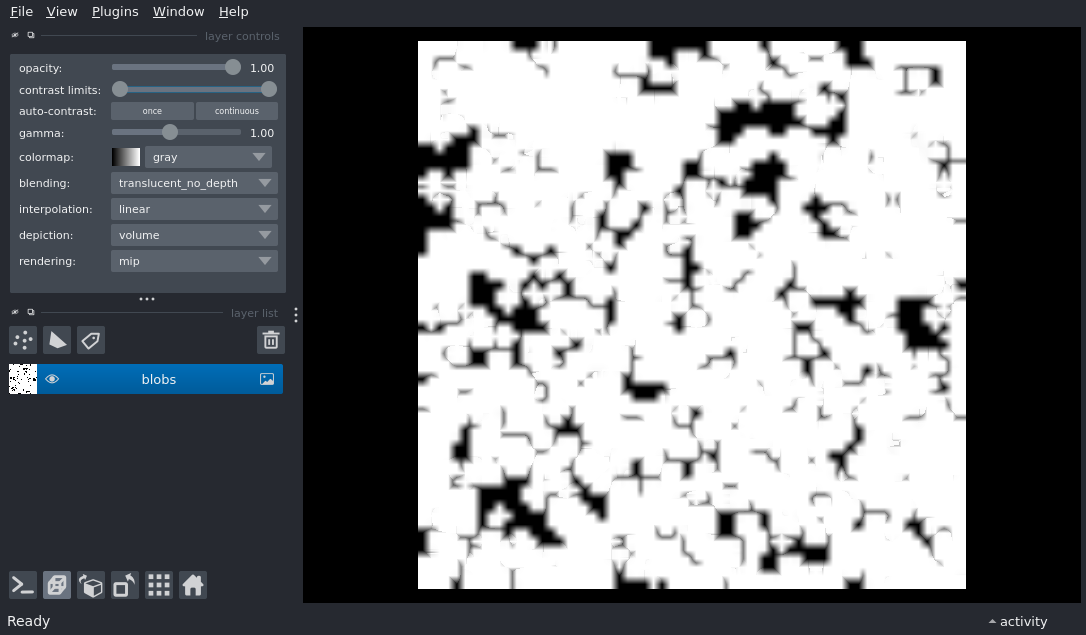 File View Plugins Window Help
layer controls
opacity: 1.00
contrast limits:
auto-contrast: once continuous
gamma: 1.00
colormap: gray
blending: translucent_no_depth
interpolation: linear
depiction: volume
rendering: mip
layer list
blobs
Ready activity